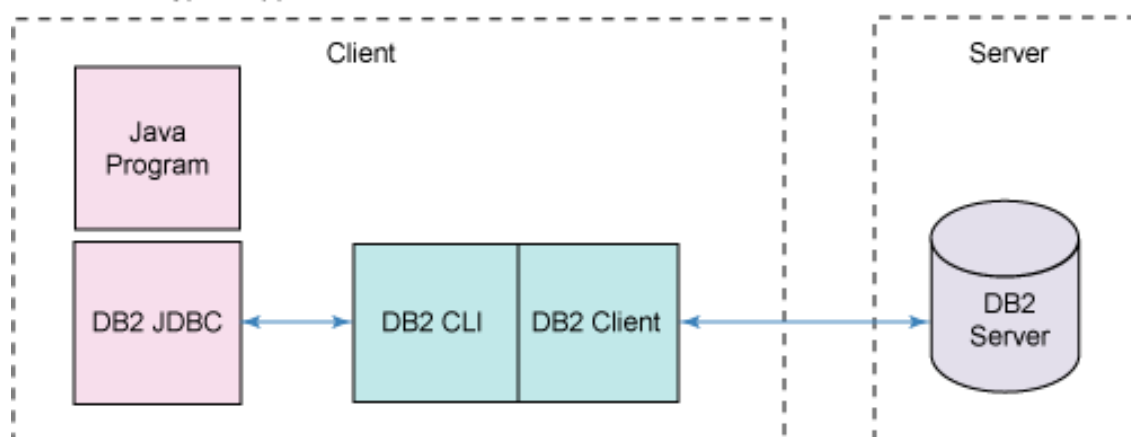 Client
Server
Java
Program
DB2 JDBC
DB2 CLI
DB2 Client
DB2
Server